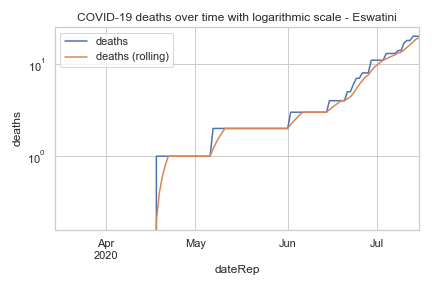 COVID-19 deaths over time with logarithmic scale - Eswatini
deaths
deaths (rolling)
10¹
10⁰
deaths
Apr
2020
May
Jun
Jul
dateRep